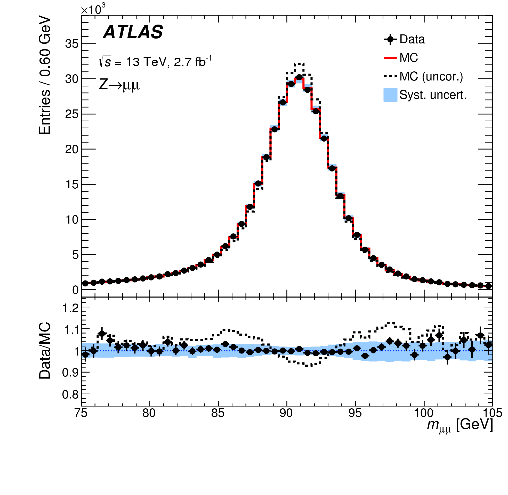 ×10³
ATLAS
√s = 13 TeV, 2.7 fb⁻¹
Z→μμ
Data
MC
MC (uncor.)
Syst. uncert.
Entries / 0.60 GeV
35
30
25
20
15
10
5
0
Data/MC
1.2
1.1
1.0
0.9
0.8
75 80 85 90 95 100 105
mμμ [GeV]